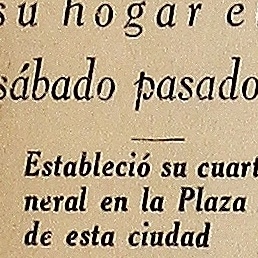 su hogar e
sábado pasado
Estableció su cuart
neral en la Plaza
de esta ciudad